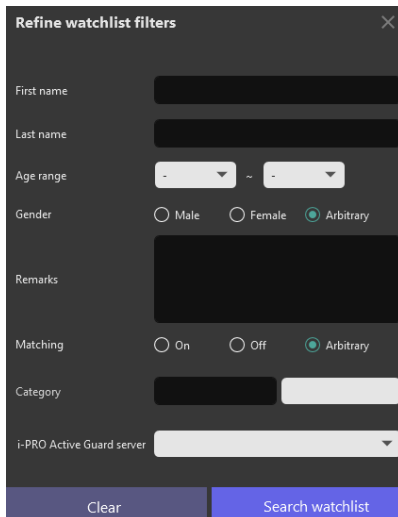 Refine watchlist filters
First name
Last name
Age range - ~ -
Gender Male Female Arbitrary
Remarks
Matching On Off Arbitrary
Category
i-PRO Active Guard server
Clear Search watchlist